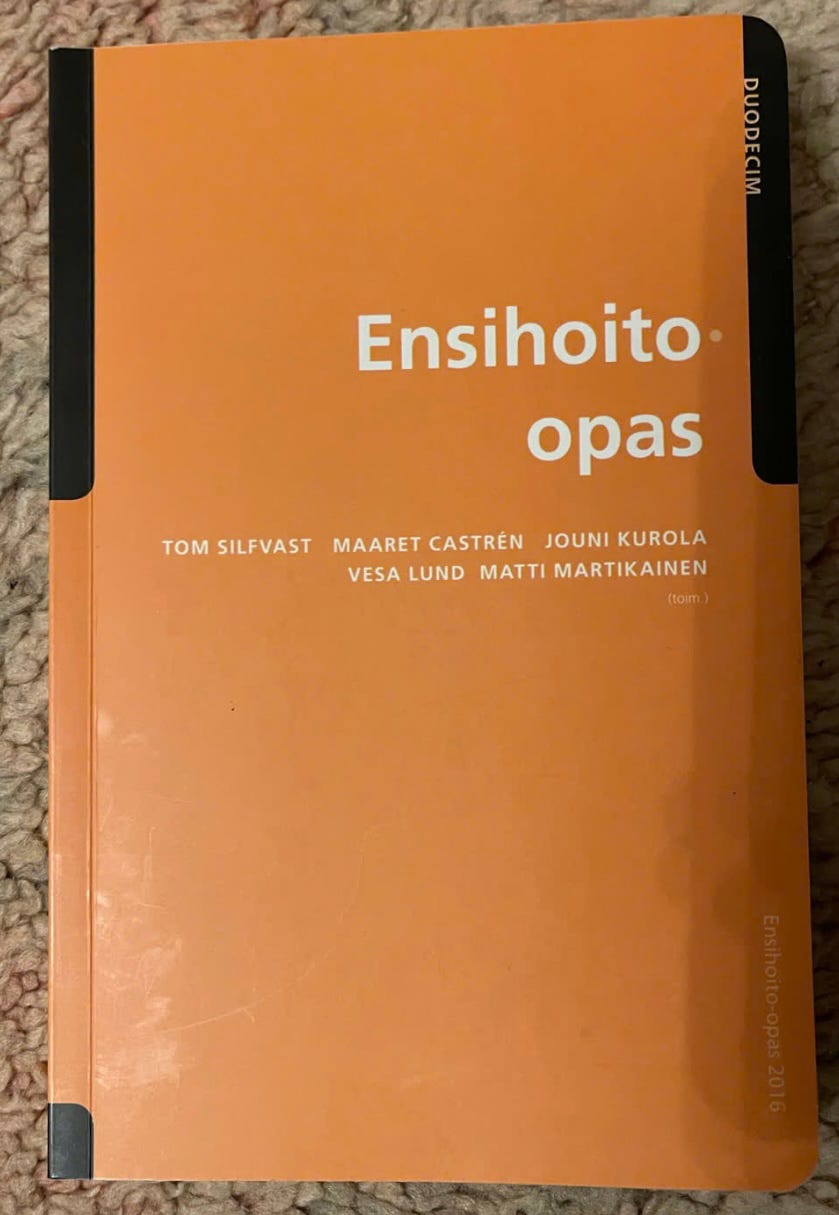 DUODECIM
Ensihoito·
opas
TOM SILFVAST MAARET CASTRÉN JOUNI KUROLA
VESA LUND MATTI MARTIKAINEN
(toim.)
Ensihoito-opas 2016